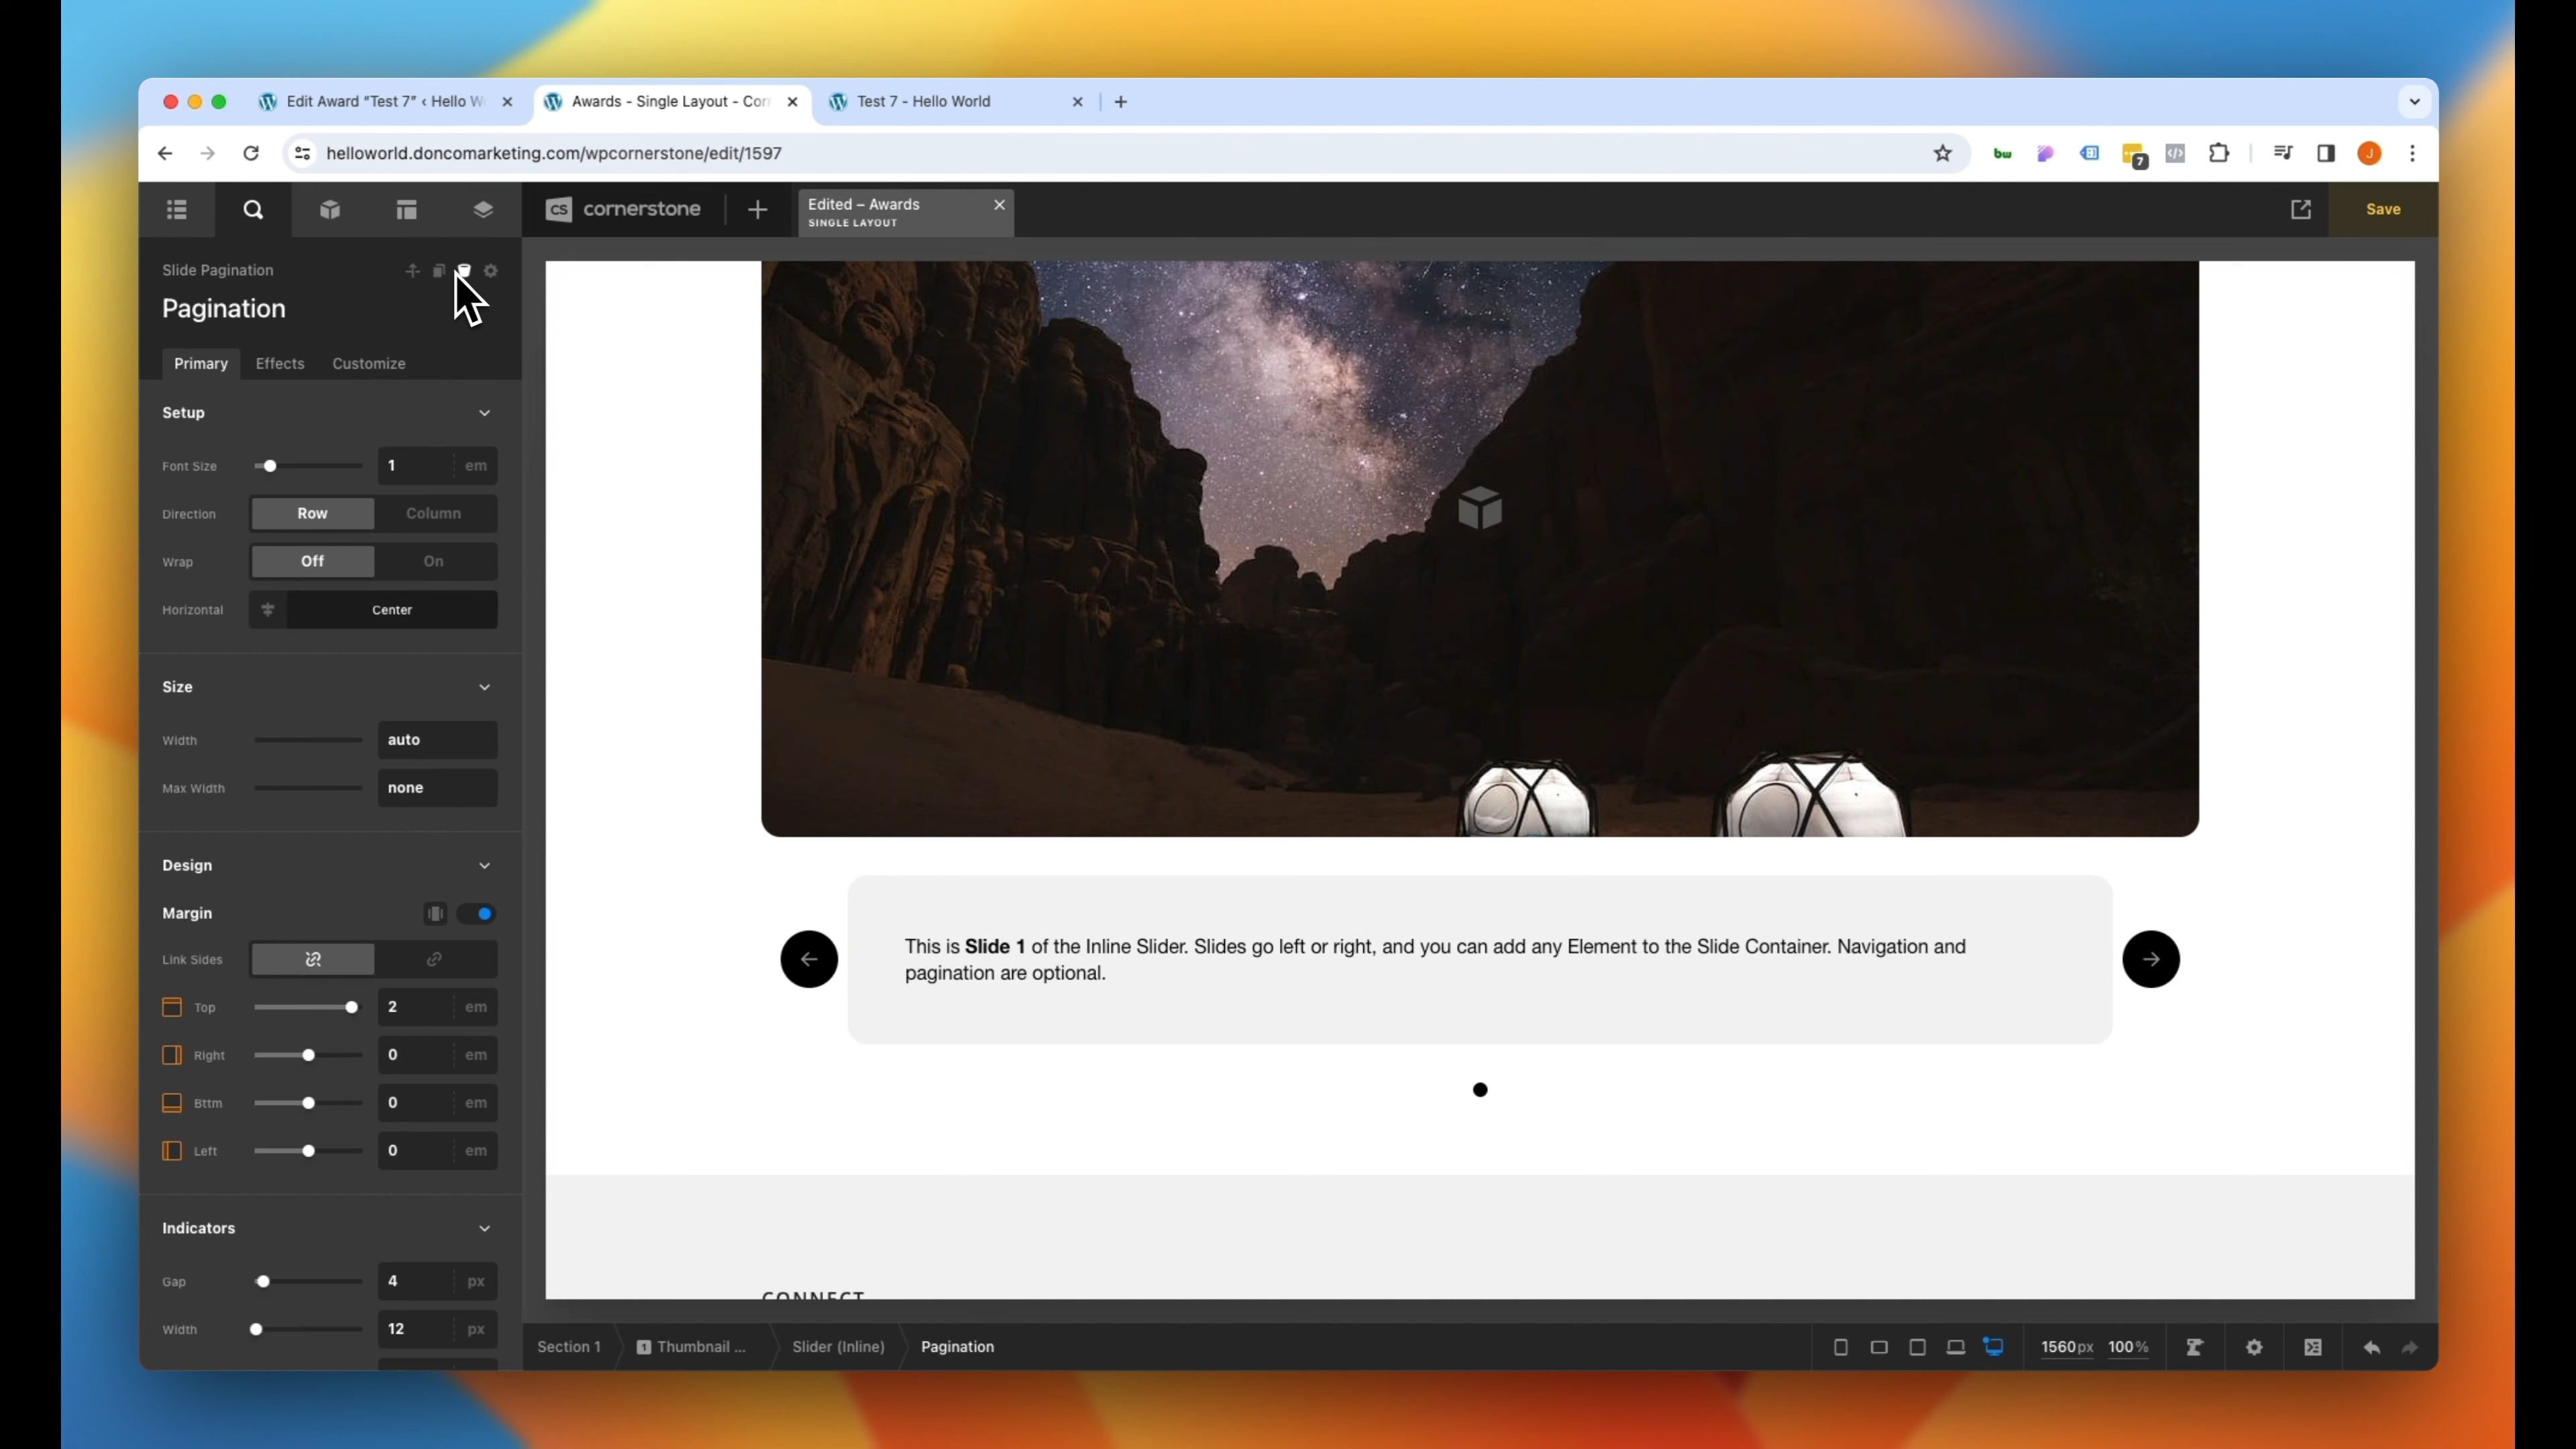 Edit Award "Test 7" ‹ Hello W
Awards - Single Layout - Cor
Test 7 - Hello World
helloworld.doncomarketing.com/wpcornerstone/edit/1597
bw
7
J
CS cornerstone
Edited – Awards
SINGLE LAYOUT
Save
Slide Pagination
Pagination
Primary
Effects
Customize
Setup
Font Size
1
em
Direction
Row
Column
Wrap
Off
On
Horizontal
Center
Size
Width
auto
Max Width
none
Design
Margin
Link Sides
Top
2
em
Right
0
em
Bttm
0
em
Left
0
em
Indicators
Gap
4
px
Width
12
px
This is Slide 1 of the Inline Slider. Slides go left or right, and you can add any Element to the Slide Container. Navigation and
pagination are optional.
CONNECT
Section 1
1 Thumbnail ...
Slider (Inline)
Pagination
1560px
100%